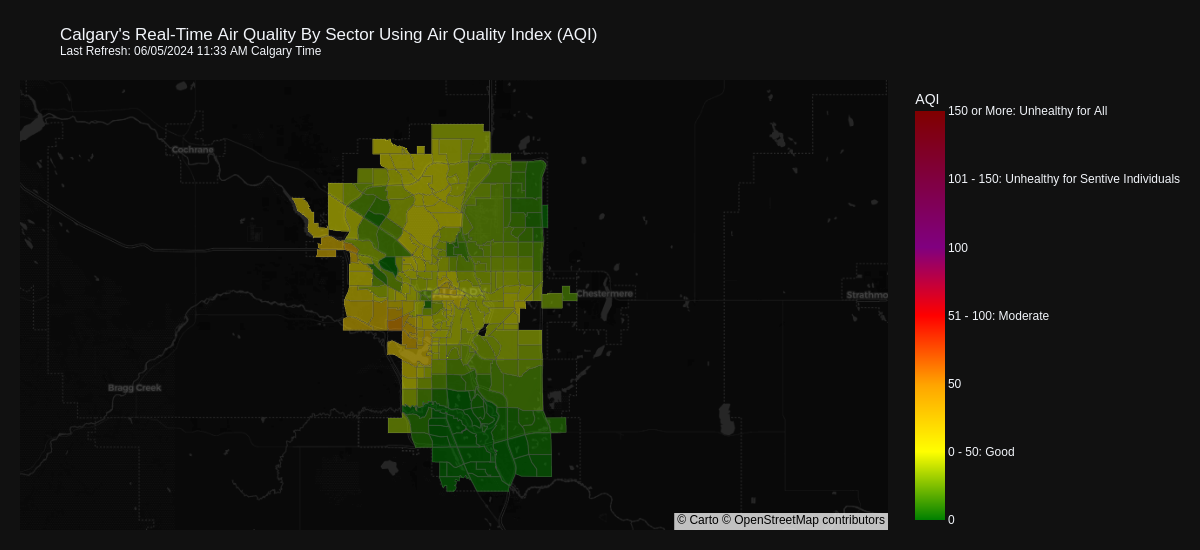 Calgary's Real-Time Air Quality By Sector Using Air Quality Index (AQI)
Last Refresh: 06/05/2024 11:33 AM Calgary Time
AQI
150 or More: Unhealthy for All
Cochrane
101 - 150: Unhealthy for Sentive Individuals
100
CALGARY
Chestermere
Strathmo
51 - 100: Moderate
Bragg Creek
50
0 - 50: Good
© Carto © OpenStreetMap contributors
0